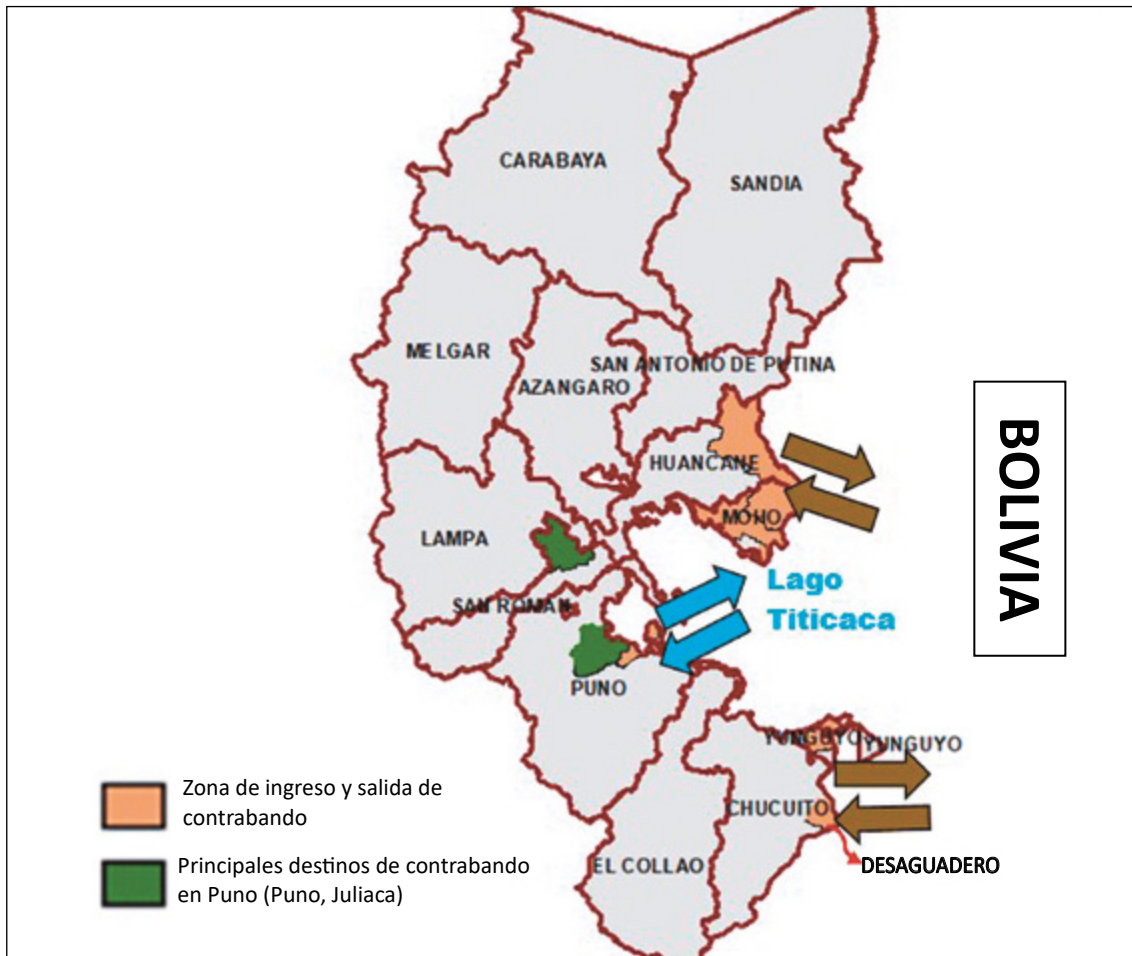 CARABAYA
SANDIA
MELGAR
SAN ANTONIO DE PUTINA
AZANGARO
BOLIVIA
HUANCANE
MOHO
LAMPA
Lago
Titicaca
SAN ROMAN
PUNO
YUNGUYO
YUNGUYO
Zona de ingreso y salida de
contrabando
CHUCUITO
Principales destinos de contrabando
en Puno (Puno, Juliaca)
EL COLLAO
DESAGUADERO